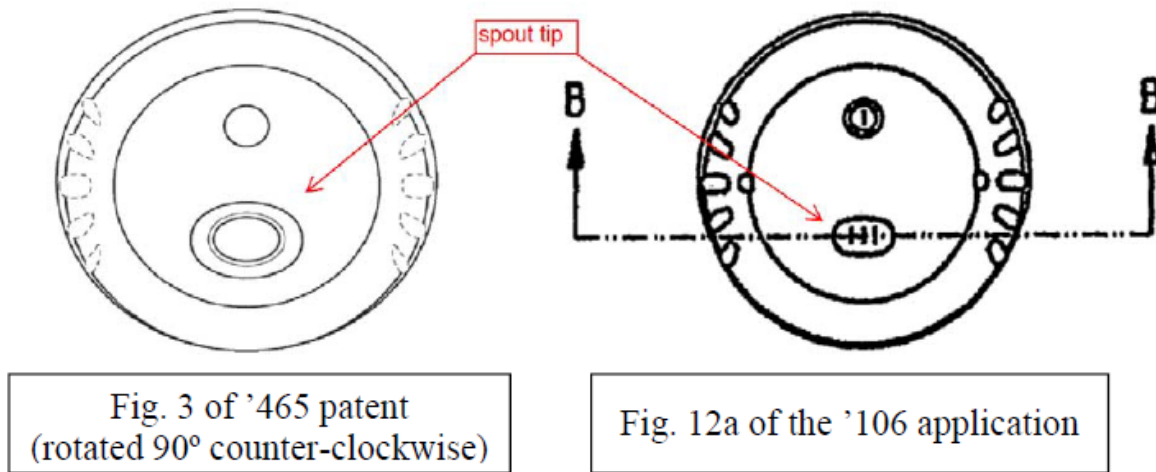 spout tip
B
B
Fig. 3 of ’465 patent
(rotated 90º counter-clockwise)
Fig. 12a of the ’106 application